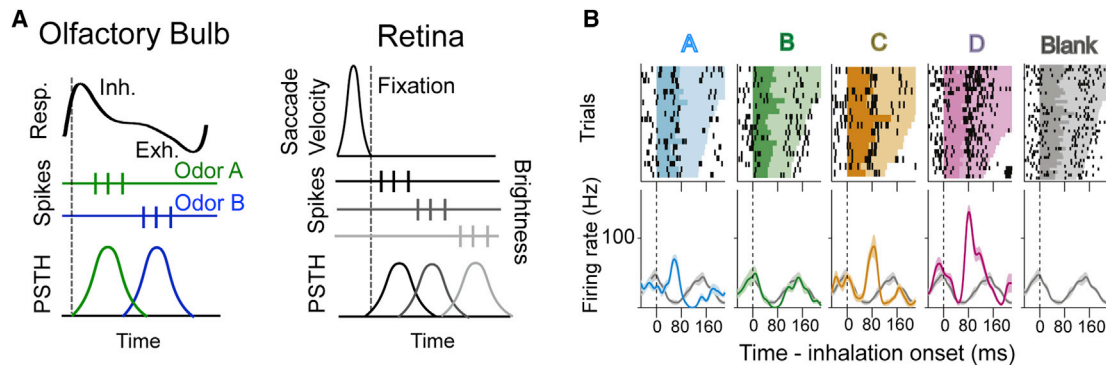 A
Olfactory Bulb
Resp.
Inh.
Exh.
Spikes
Odor A
Odor B
PSTH
Time
Retina
Saccade
Velocity
Fixation
Spikes
Brightness
PSTH
Time
B
A B C D Blank
Trials
Firing rate (Hz)
100
0 80 160 0 80 160 0 80 160 0 80 160 0 80 160
Time - inhalation onset (ms)